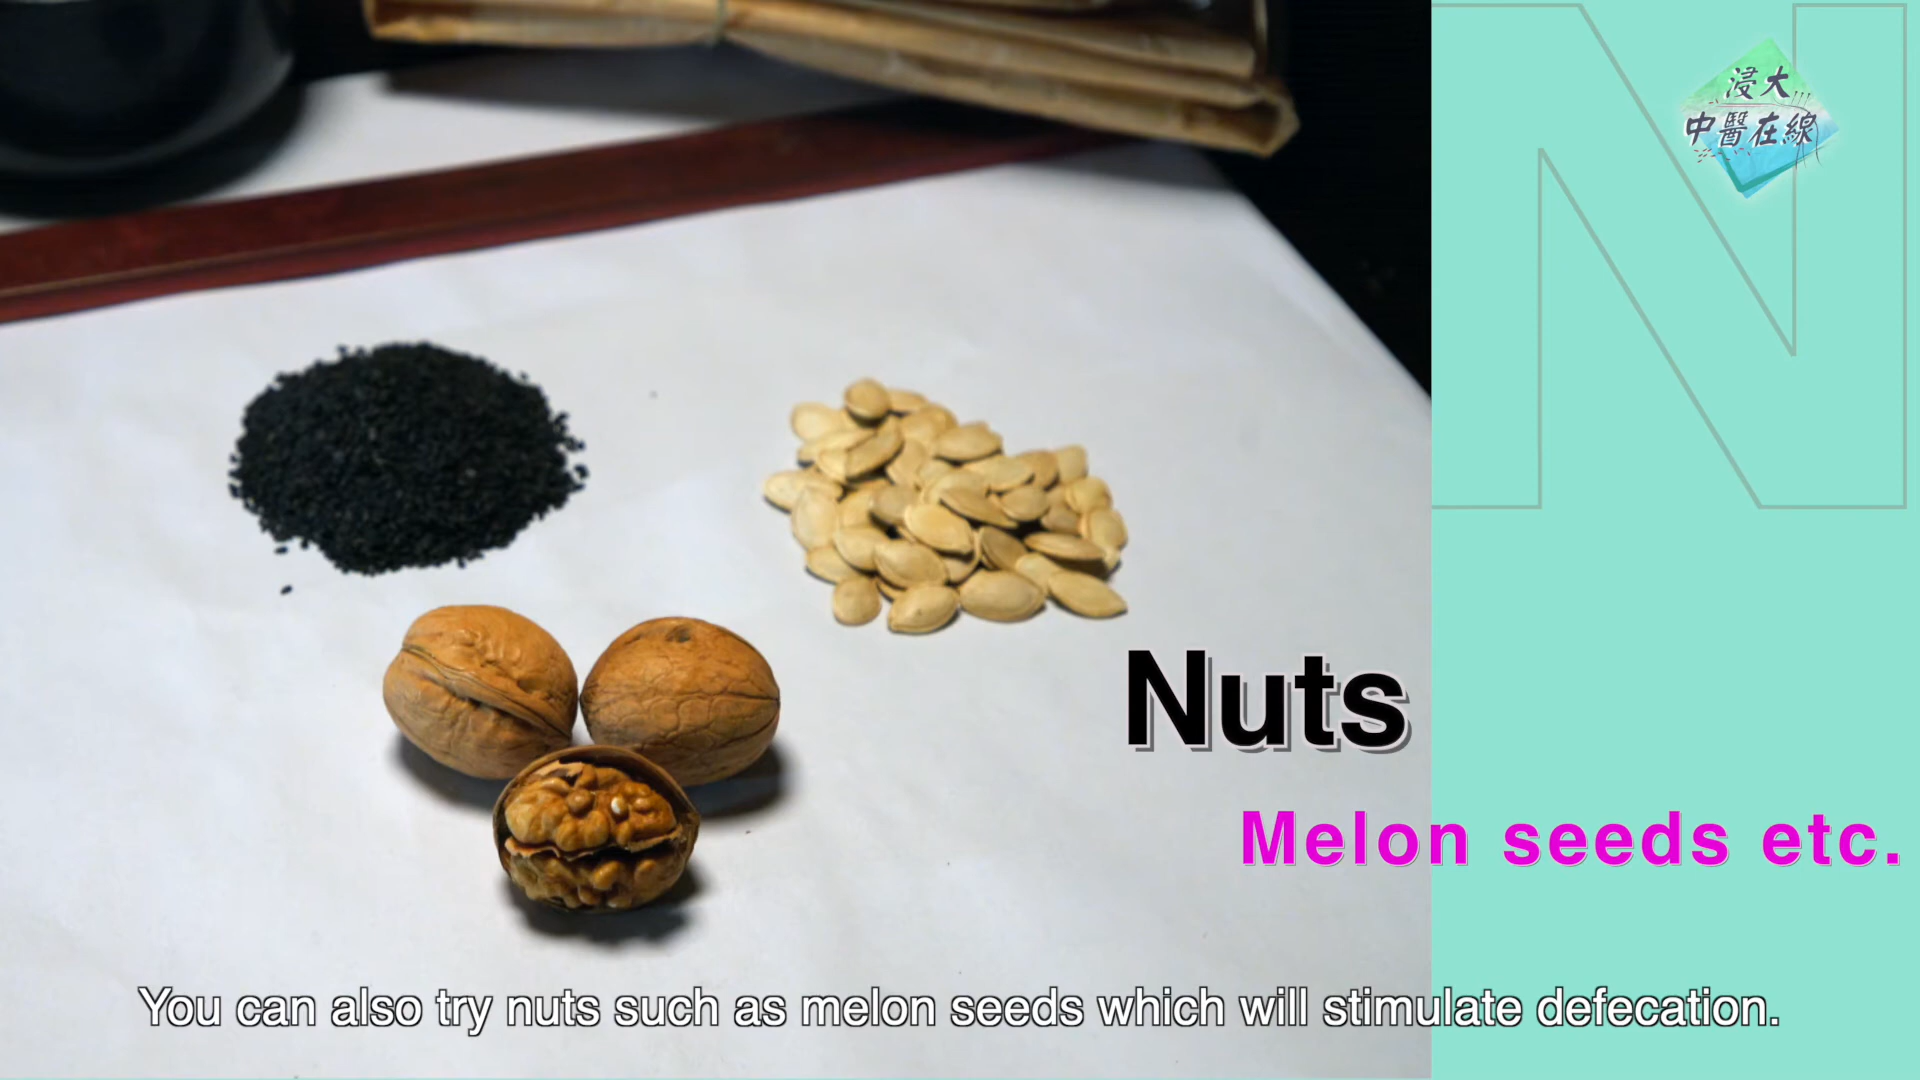 N
浸大
中醫在線
Nuts
Melon seeds etc.
You can also try nuts such as melon seeds which will stimulate defecation.